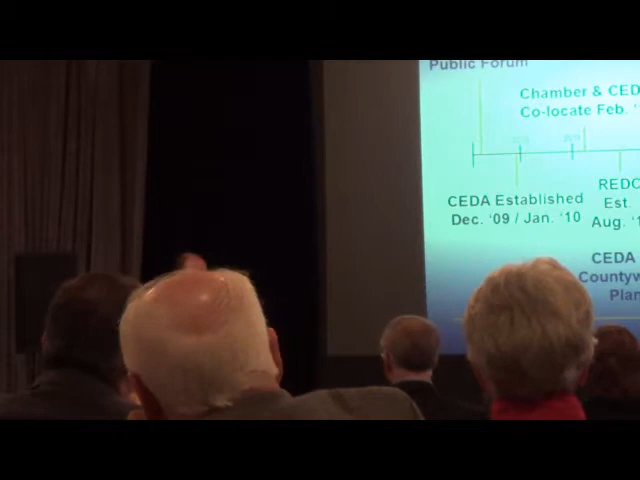 Public Forum
Chamber & CED
Co-locate Feb. '
CEDA Established
Dec. '09 / Jan. '10
REDC
Est.
Aug. '1
CEDA
Countyw
Plan